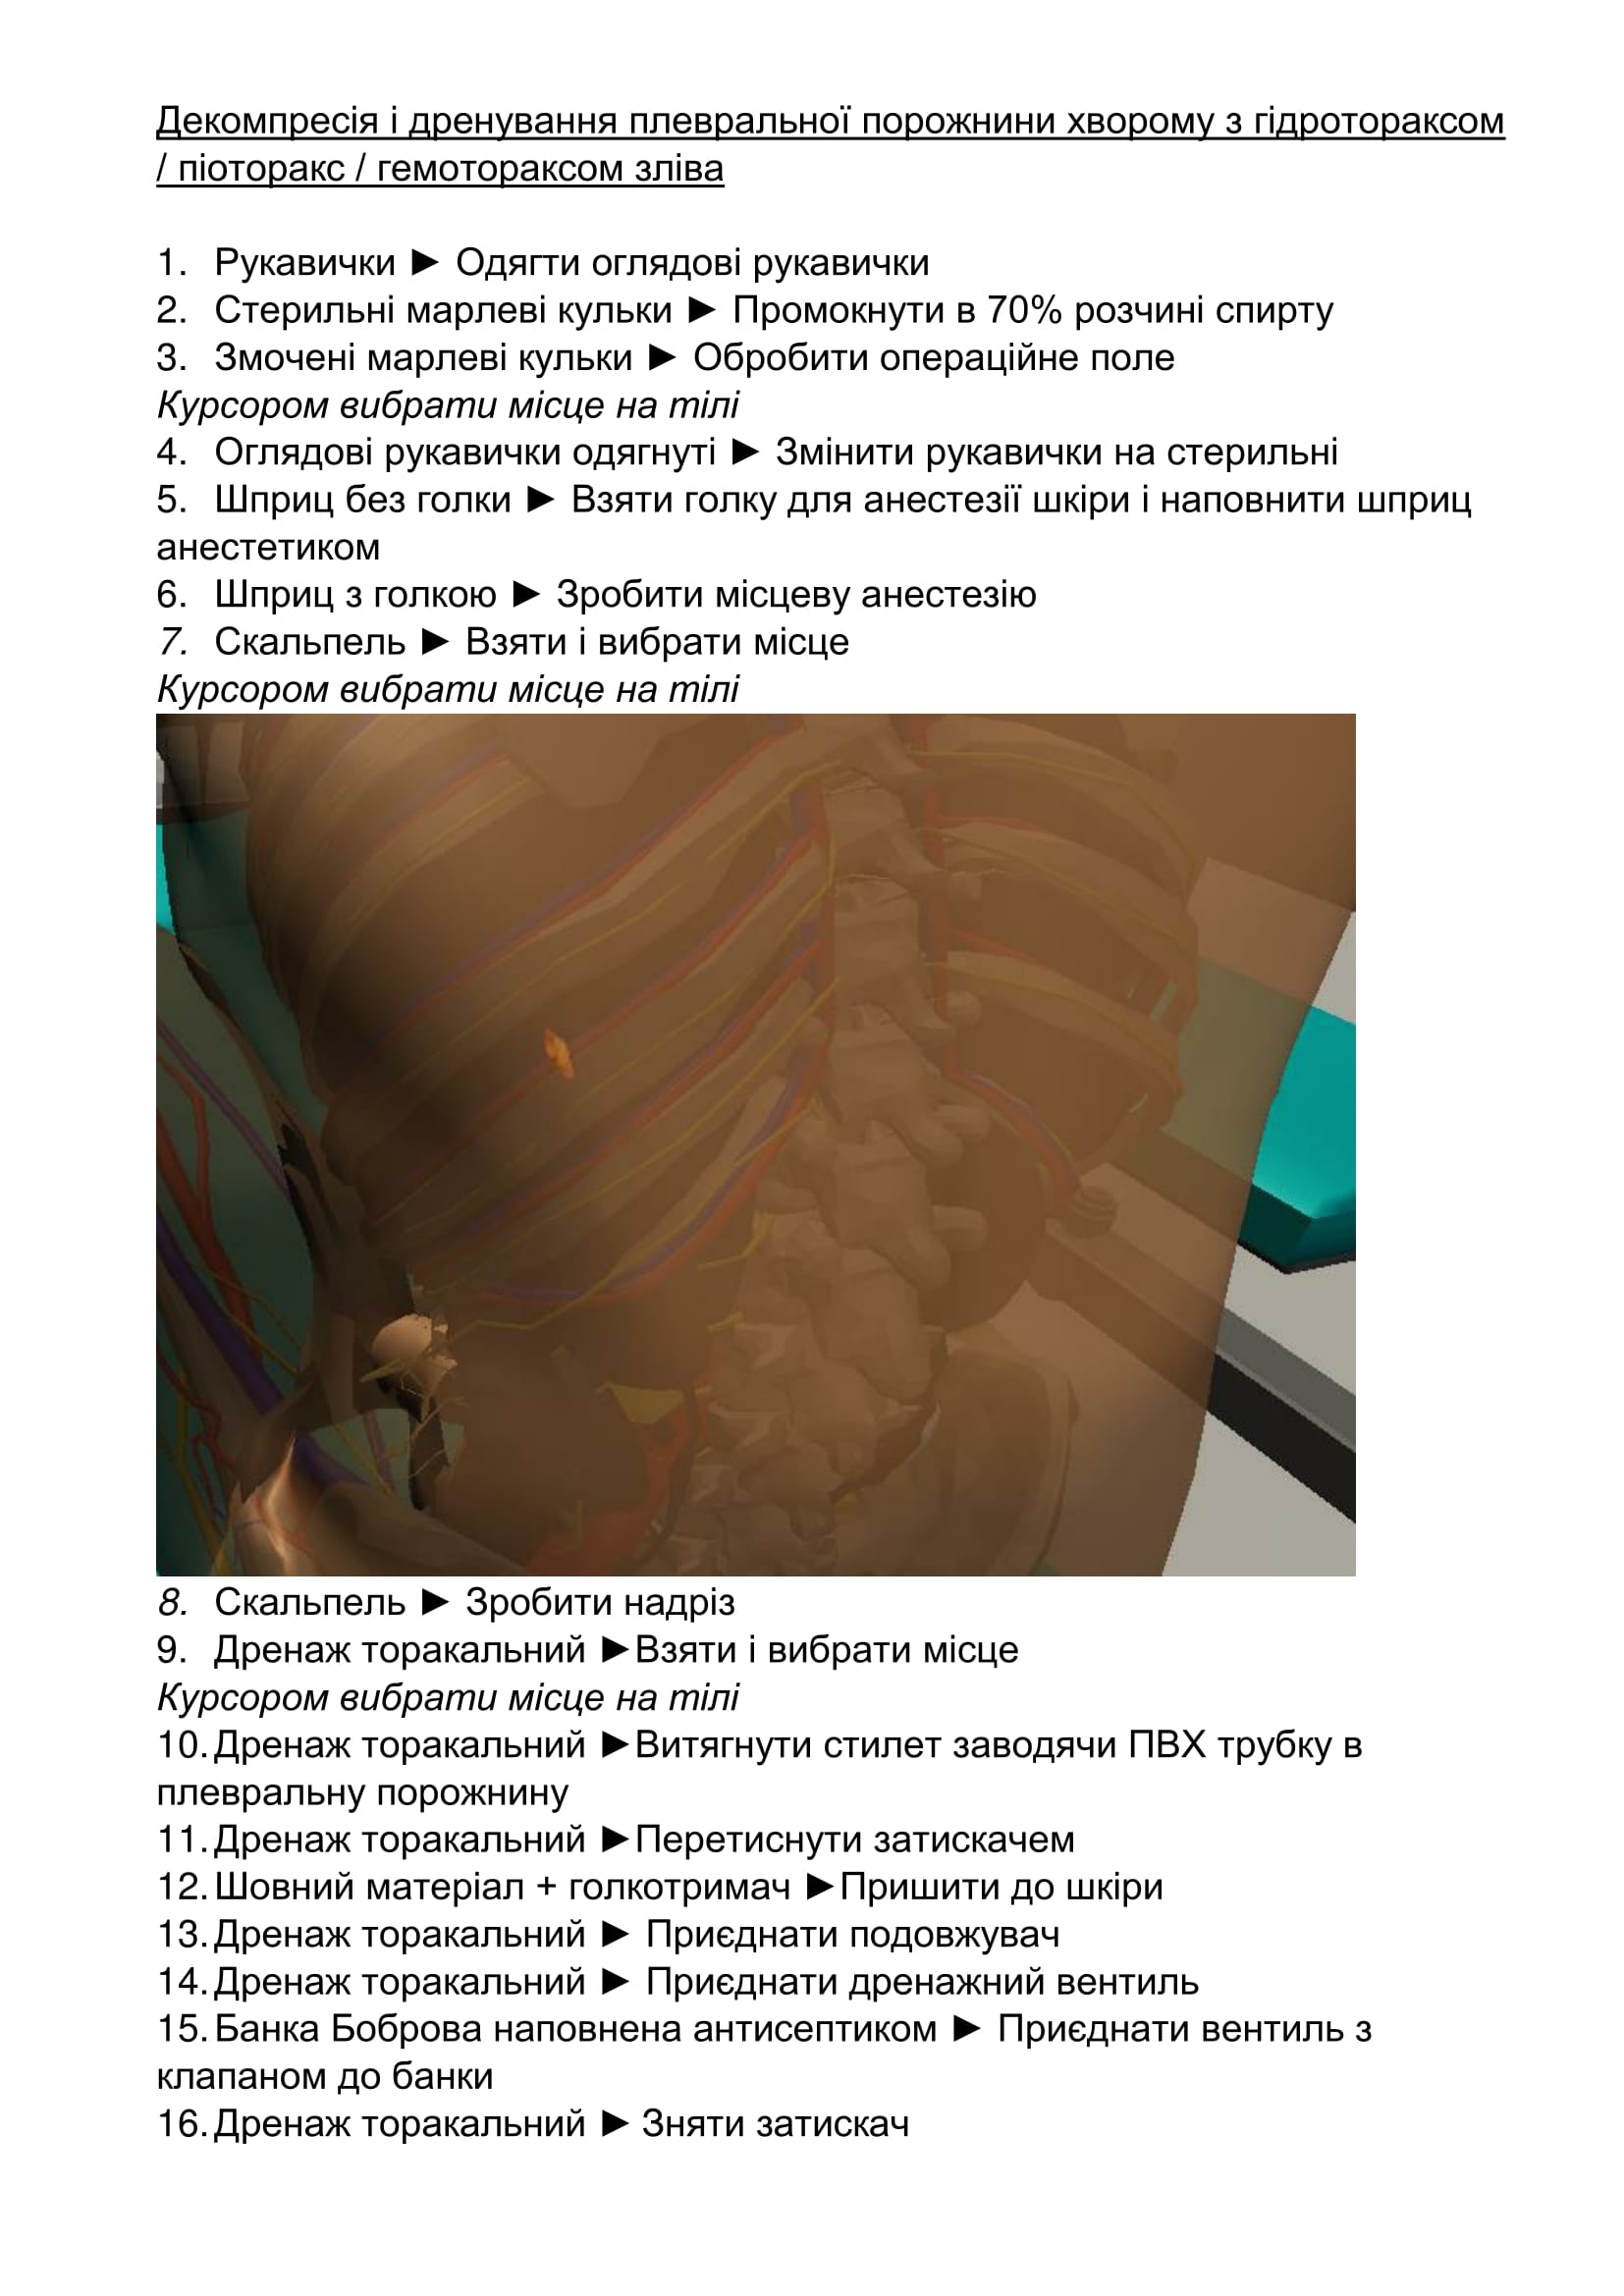 Декомпресія і дренування плевральної порожнини хворому з гідротораксом
/ піоторакс / гемотораксом зліва
1. Рукавички ► Одягти оглядові рукавички
2. Стерильні марлеві кульки ► Промокнути в 70% розчині спирту
3. Змочені марлеві кульки ► Обробити операційне поле
Курсором вибрати місце на тілі
4. Оглядові рукавички одягнуті ► Змінити рукавички на стерильні
5. Шприц без голки ► Взяти голку для анестезії шкіри і наповнити шприц
анестетиком
6. Шприц з голкою ► Зробити місцеву анестезію
7. Скальпель ► Взяти і вибрати місце
Курсором вибрати місце на тілі
8. Скальпель ► Зробити надріз
9. Дренаж торакальний ►Взяти і вибрати місце
Курсором вибрати місце на тілі
10. Дренаж торакальний ►Витягнути стилет заводячи ПВХ трубку в
плевральну порожнину
11. Дренаж торакальний ►Перетиснути затискачем
12. Шовний матеріал + голкотримач ►Пришити до шкіри
13. Дренаж торакальний ► Приєднати подовжувач
14. Дренаж торакальний ► Приєднати дренажний вентиль
15. Банка Боброва наповнена антисептиком ► Приєднати вентиль з
клапаном до банки
16. Дренаж торакальний ► Зняти затискач